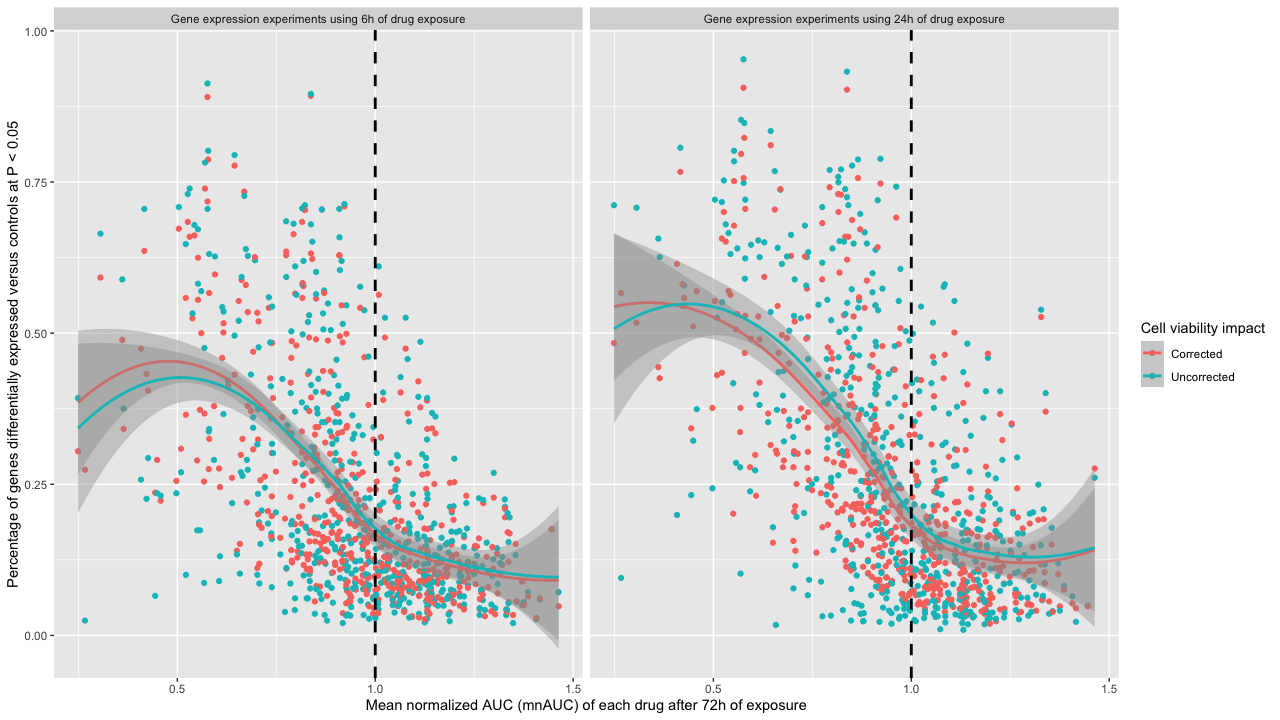 Gene expression experiments using 6h of drug exposure
Gene expression experiments using 24h of drug exposure
Percentage of genes differentially expressed versus controls at P < 0.05
1.00
0.75
0.50
0.25
0.00
0.5
1.0
1.5
0.5
1.0
1.5
Mean normalized AUC (mnAUC) of each drug after 72h of exposure
Cell viability impact
Corrected
Uncorrected